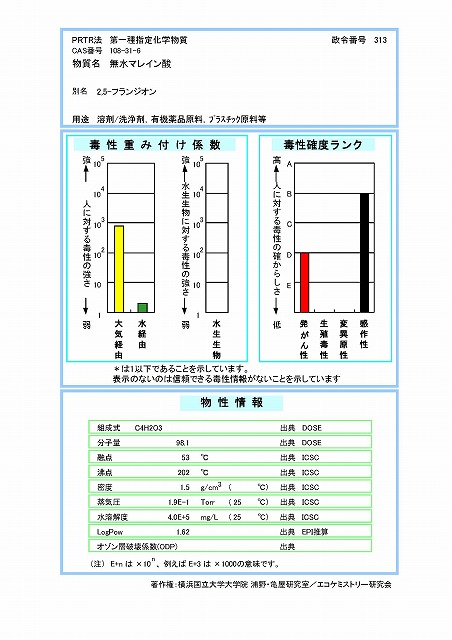 PRTR法 第一種指定化学物質 政令番号 313
CAS番号 108-31-6
物質名 無水マレイン酸
別名 2,5-フランジオン
用途 溶剤/洗浄剤, 有機薬品原料, プラスチック原料等
毒性重み付け係数
毒性確度ランク
強 10^5 強 10^5 高 A
10^4 10^4 B
10^3 10^3 C
10^2 10^2 D
10 10 E
弱 1 弱 1 低
人に対する毒性の強さ
水生生物に対する毒性の強さ
人に対する毒性の確からしさ
大気経由
水経由
水生生物
発がん性
生殖毒性
変異原性
感作性
*は1以下であることを示しています。
表示のないのは信頼できる毒性情報がないことを示しています
物性情報
組成式 C4H2O3 出典 DOSE
分子量 98.1 出典 DOSE
融点 53 ℃ 出典 ICSC
沸点 202 ℃ 出典 ICSC
密度 1.5 g/cm3 ( ℃) 出典 ICSC
蒸気圧 1.9E-1 Torr (25 ℃) 出典 ICSC
水溶解度 4.0E+5 mg/L (25 ℃) 出典 ICSC
LogPow 1.62 出典 EPI推算
オゾン層破壊係数(ODP) 出典
(注) E+n は ×10^n、例えば E+3 は ×1000の意味です。
著作権:横浜国立大学大学院 浦野・亀屋研究室/エコケミストリー研究会